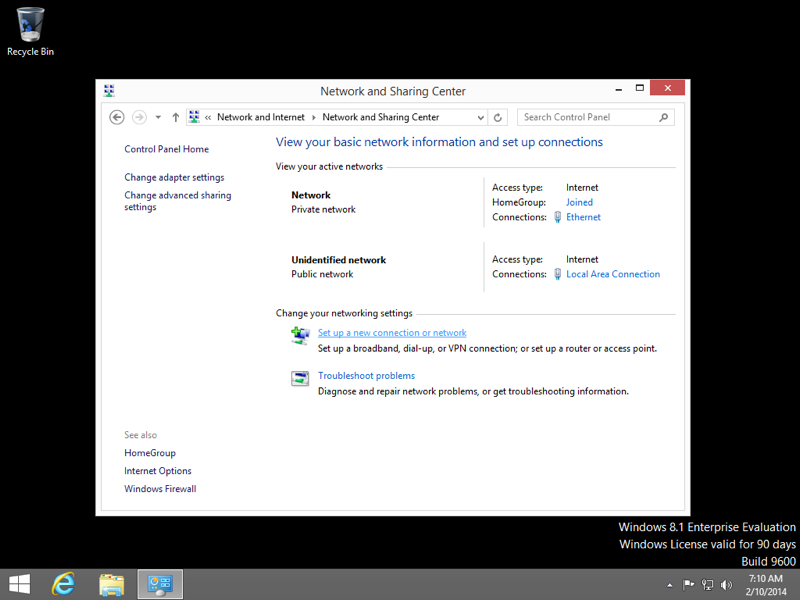 Recycle Bin
Network and Sharing Center
Network and Internet Network and Sharing Center
Search Control Panel
Control Panel Home
Change adapter settings
Change advanced sharing
settings
View your basic network information and set up connections
View your active networks
Network
Private network
Access type: Internet
HomeGroup: Joined
Connections: Ethernet
Unidentified network
Public network
Access type: Internet
Connections: Local Area Connection
Change your networking settings
Set up a new connection or network
Set up a broadband, dial-up, or VPN connection; or set up a router or access point.
Troubleshoot problems
Diagnose and repair network problems, or get troubleshooting information.
See also
HomeGroup
Internet Options
Windows Firewall
Windows 8.1 Enterprise Evaluation
Windows License valid for 90 days
Build 9600
7:10 AM
2/10/2014